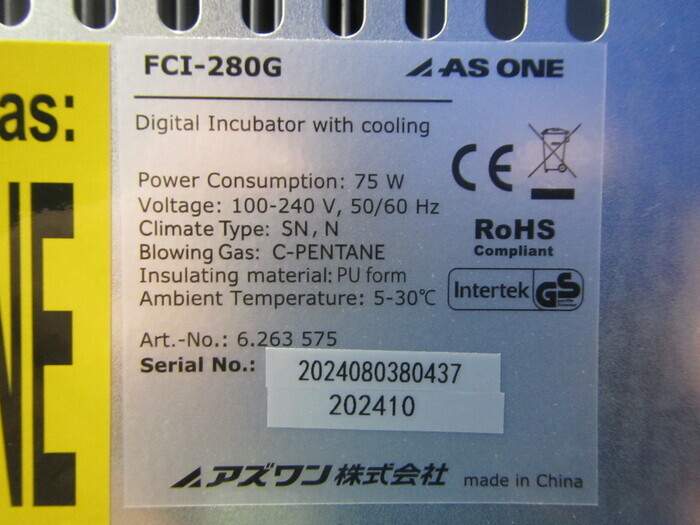 as:
NE
FCI-280G
AS ONE
Digital Incubator with cooling
Power Consumption: 75 W
Voltage: 100-240 V, 50/60 Hz
Climate Type: SN, N
Blowing Gas: C-PENTANE
Insulating material: PU form
Ambient Temperature: 5-30℃
CE
RoHS
Compliant
Intertek GS
Art.-No.: 6.263 575
Serial No.: 2024080380437
202410
アズワン株式会社
made in China